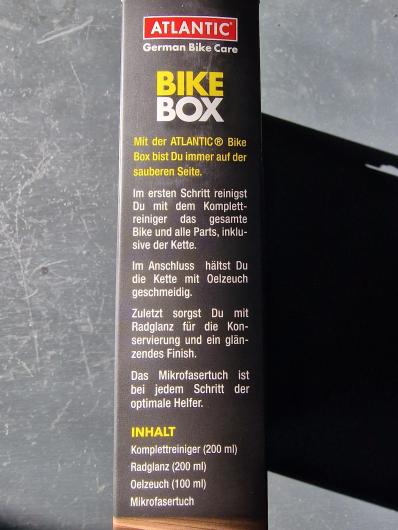 ATLANTIC®
German Bike Care
BIKE
BOX
Mit der ATLANTIC® Bike
Box bist Du immer auf der
sauberen Seite.
Im ersten Schritt reinigst
Du mit dem Komplett-
reiniger das gesamte
Bike und alle Parts, inklu-
sive der Kette.
Im Anschluss hältst Du
die Kette mit Oelzeuch
geschmeidig.
Zuletzt sorgst Du mit
Radglanz für die Kon-
servierung und ein glän-
zendes Finish.
Das Mikrofasertuch ist
bei jedem Schritt der
optimale Helfer.
INHALT
Komplettreiniger (200 ml)
Radglanz (200 ml)
Oelzeuch (100 ml)
Mikrofasertuch